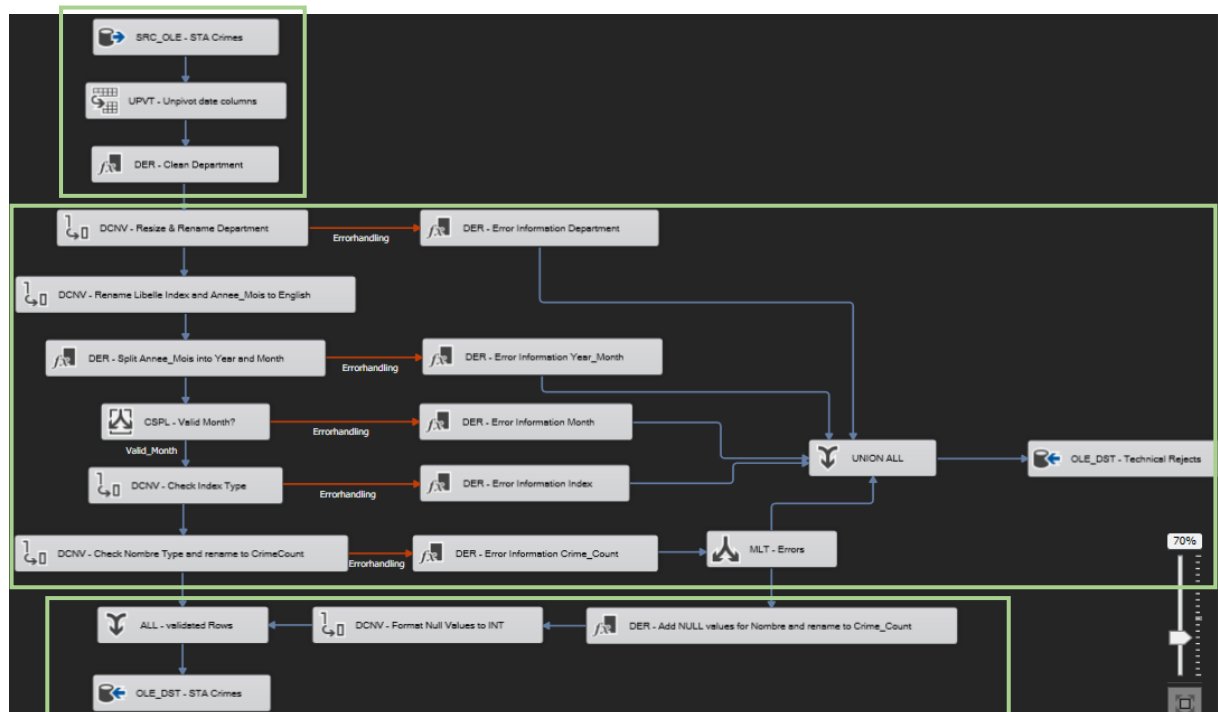 SRC_OLE - STA Crimes
UPVT - Unpivot date columns
DER - Clean Department
DCNV - Resize & Rename Department
Errorhandling
DER - Error Information Department
DCNV - Rename Libelle Index and Annee_Mois to English
DER - Split Annee_Mois into Year and Month
Errorhandling
DER - Error Information Year_Month
CSPL - Valid Month?
Errorhandling
DER - Error Information Month
Valid_Month
UNION ALL
OLE_DST - Technical Rejects
DCNV - Check Index Type
Errorhandling
DER - Error Information Index
DCNV - Check Nombre Type and rename to CrimeCount
Errorhandling
DER - Error Information Crime_Count
MLT - Errors
70%
ALL - validated Rows
DCNV - Format Null Values to INT
DER - Add NULL values for Nombre and rename to Crime_Count
OLE_DST - STA Crimes